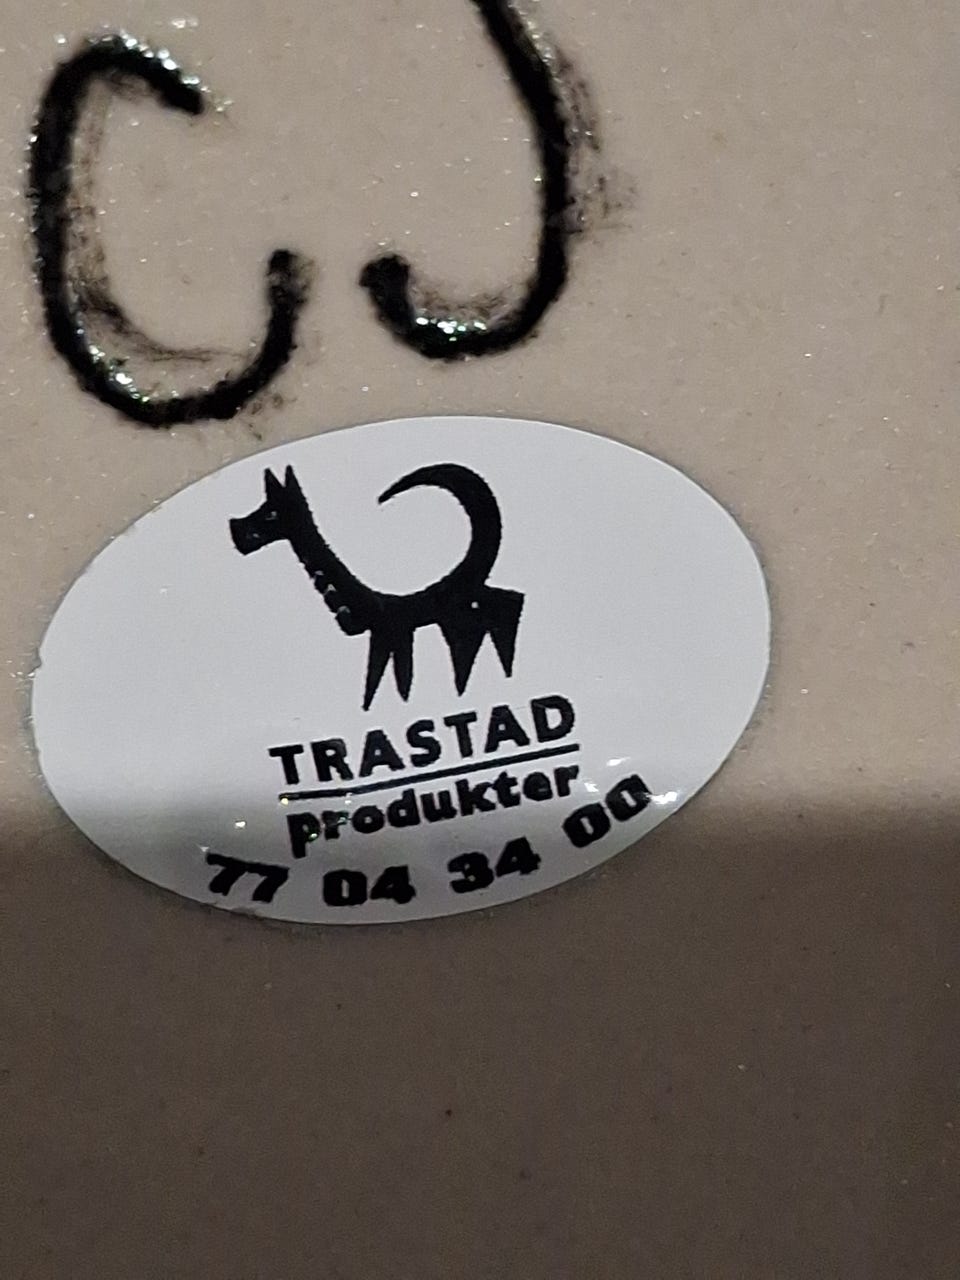 CJ
TRASTAD
produkter
77 04 34 00